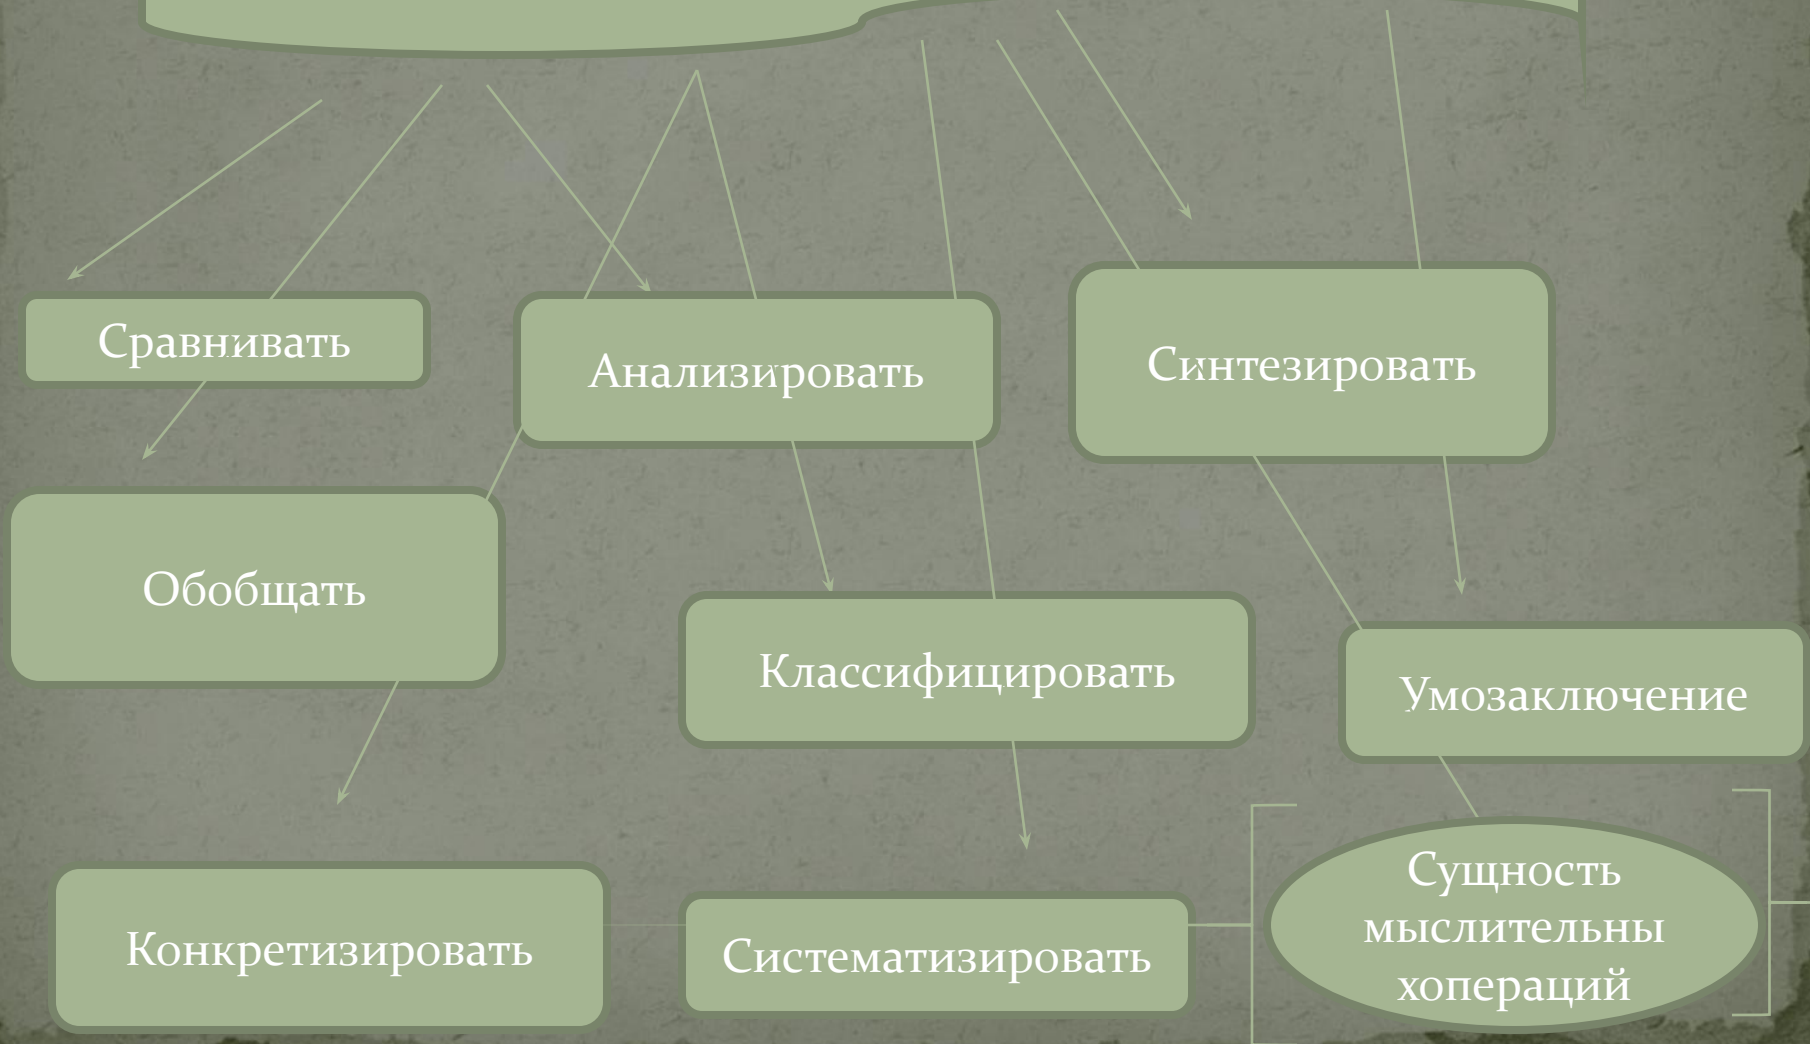 Сравнивать
Анализировать
Синтезировать
Обобщать
Классифицировать
Умозаключение
Конкретизировать
Систематизировать
Сущность
мыслительны
хопераций